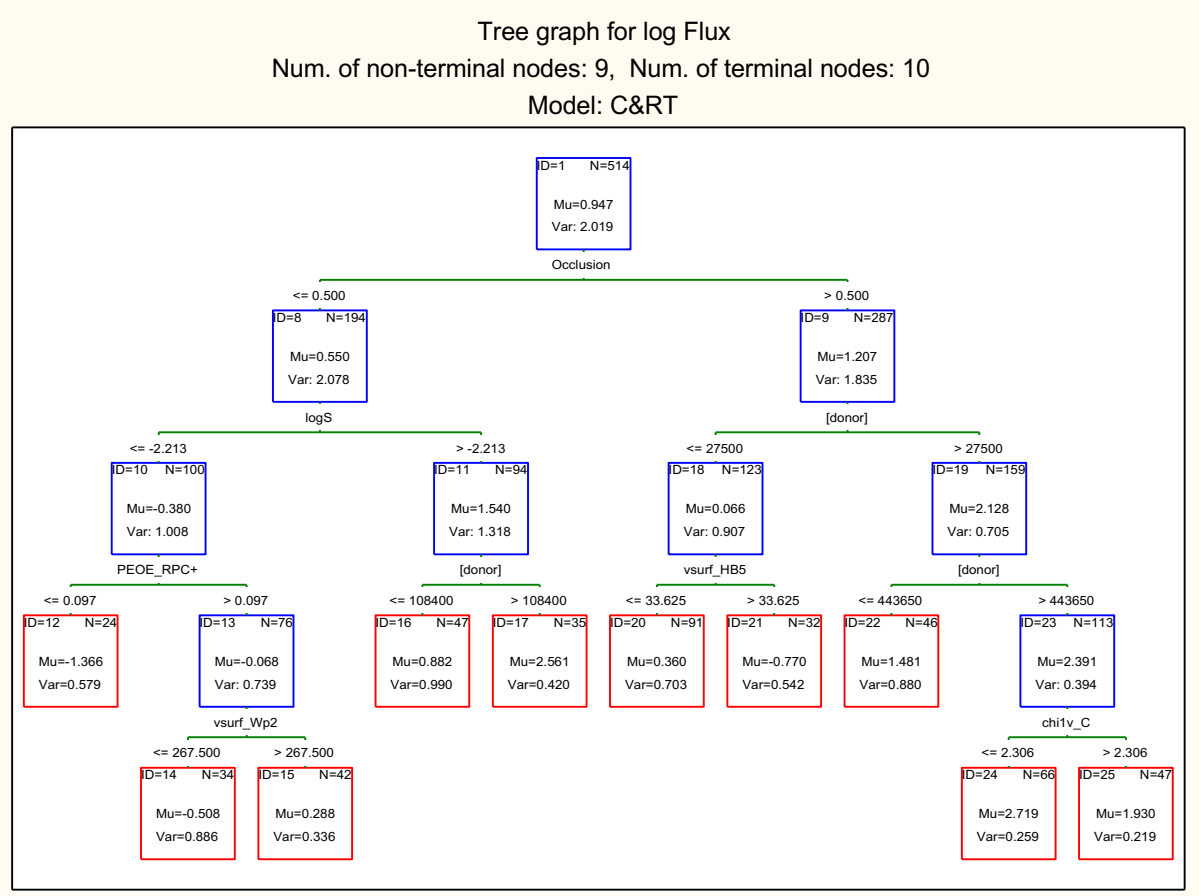 Tree graph for log Flux
Num. of non-terminal nodes: 9, Num. of terminal nodes: 10
Model: C&RT
ID=1 N=514
Mu=0.947
Var: 2.019
Occlusion
<= 0.500 > 0.500
ID=8 N=194 ID=9 N=287
Mu=0.550 Mu=1.207
Var: 2.078 Var: 1.835
logS [donor]
<= -2.213 > -2.213 <= 27500 > 27500
ID=10 N=100 ID=11 N=94 ID=18 N=123 ID=19 N=159
Mu=-0.380 Mu=1.540 Mu=0.066 Mu=2.128
Var: 1.008 Var: 1.318 Var: 0.907 Var: 0.705
PEOE_RPC+ [donor] vsurf_HB5 [donor]
<= 0.097 > 0.097 <= 108400 > 108400 <= 33.625 > 33.625 <= 443650 > 443650
ID=12 N=24 ID=13 N=76 ID=16 N=47 ID=17 N=35 ID=20 N=91 ID=21 N=32 ID=22 N=46 ID=23 N=113
Mu=-1.366 Mu=-0.068 Mu=0.882 Mu=2.561 Mu=0.360 Mu=-0.770 Mu=1.481 Mu=2.391
Var=0.579 Var: 0.739 Var=0.990 Var=0.420 Var=0.703 Var=0.542 Var=0.880 Var: 0.394
vsurf_Wp2 chi1v_C
<= 267.500 > 267.500 <= 2.306 > 2.306
ID=14 N=34 ID=15 N=42 ID=24 N=66 ID=25 N=47
Mu=-0.508 Mu=0.288 Mu=2.719 Mu=1.930
Var=0.886 Var=0.336 Var=0.259 Var=0.219